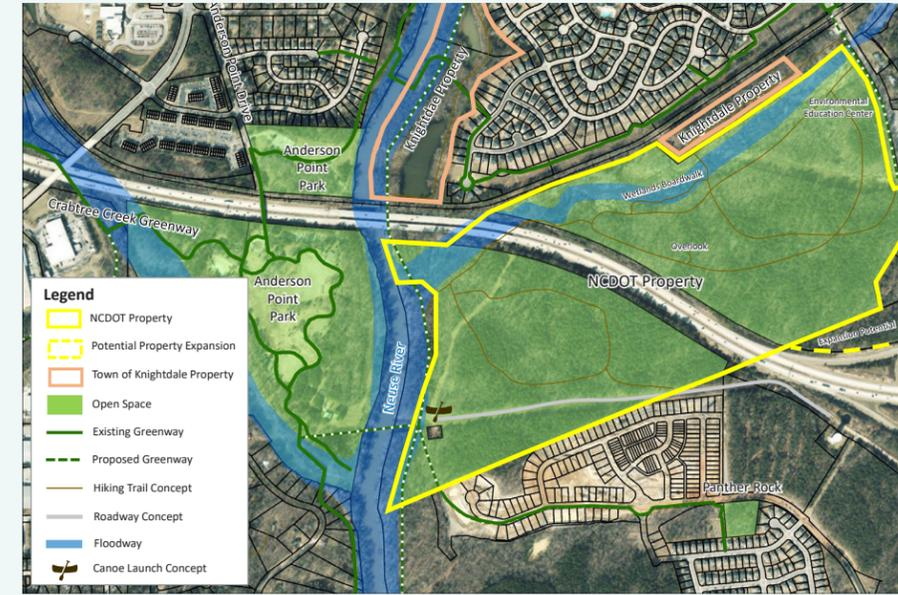 Anderson Point Drive
Knightdae Property
Knightdale Property
Environmental
Education Center
Anderson
Point
Park
Wetlands Boardwalk
Crabtree Creek Greenway
Overlook
NCDOT Property
Anderson
Point
Park
Expansion Potential
Neuse River
Panther Rock
Legend
NCDOT Property
Potential Property Expansion
Town of Knightdale Property
Open Space
Existing Greenway
Proposed Greenway
Hiking Trail Concept
Roadway Concept
Floodway
Canoe Launch Concept